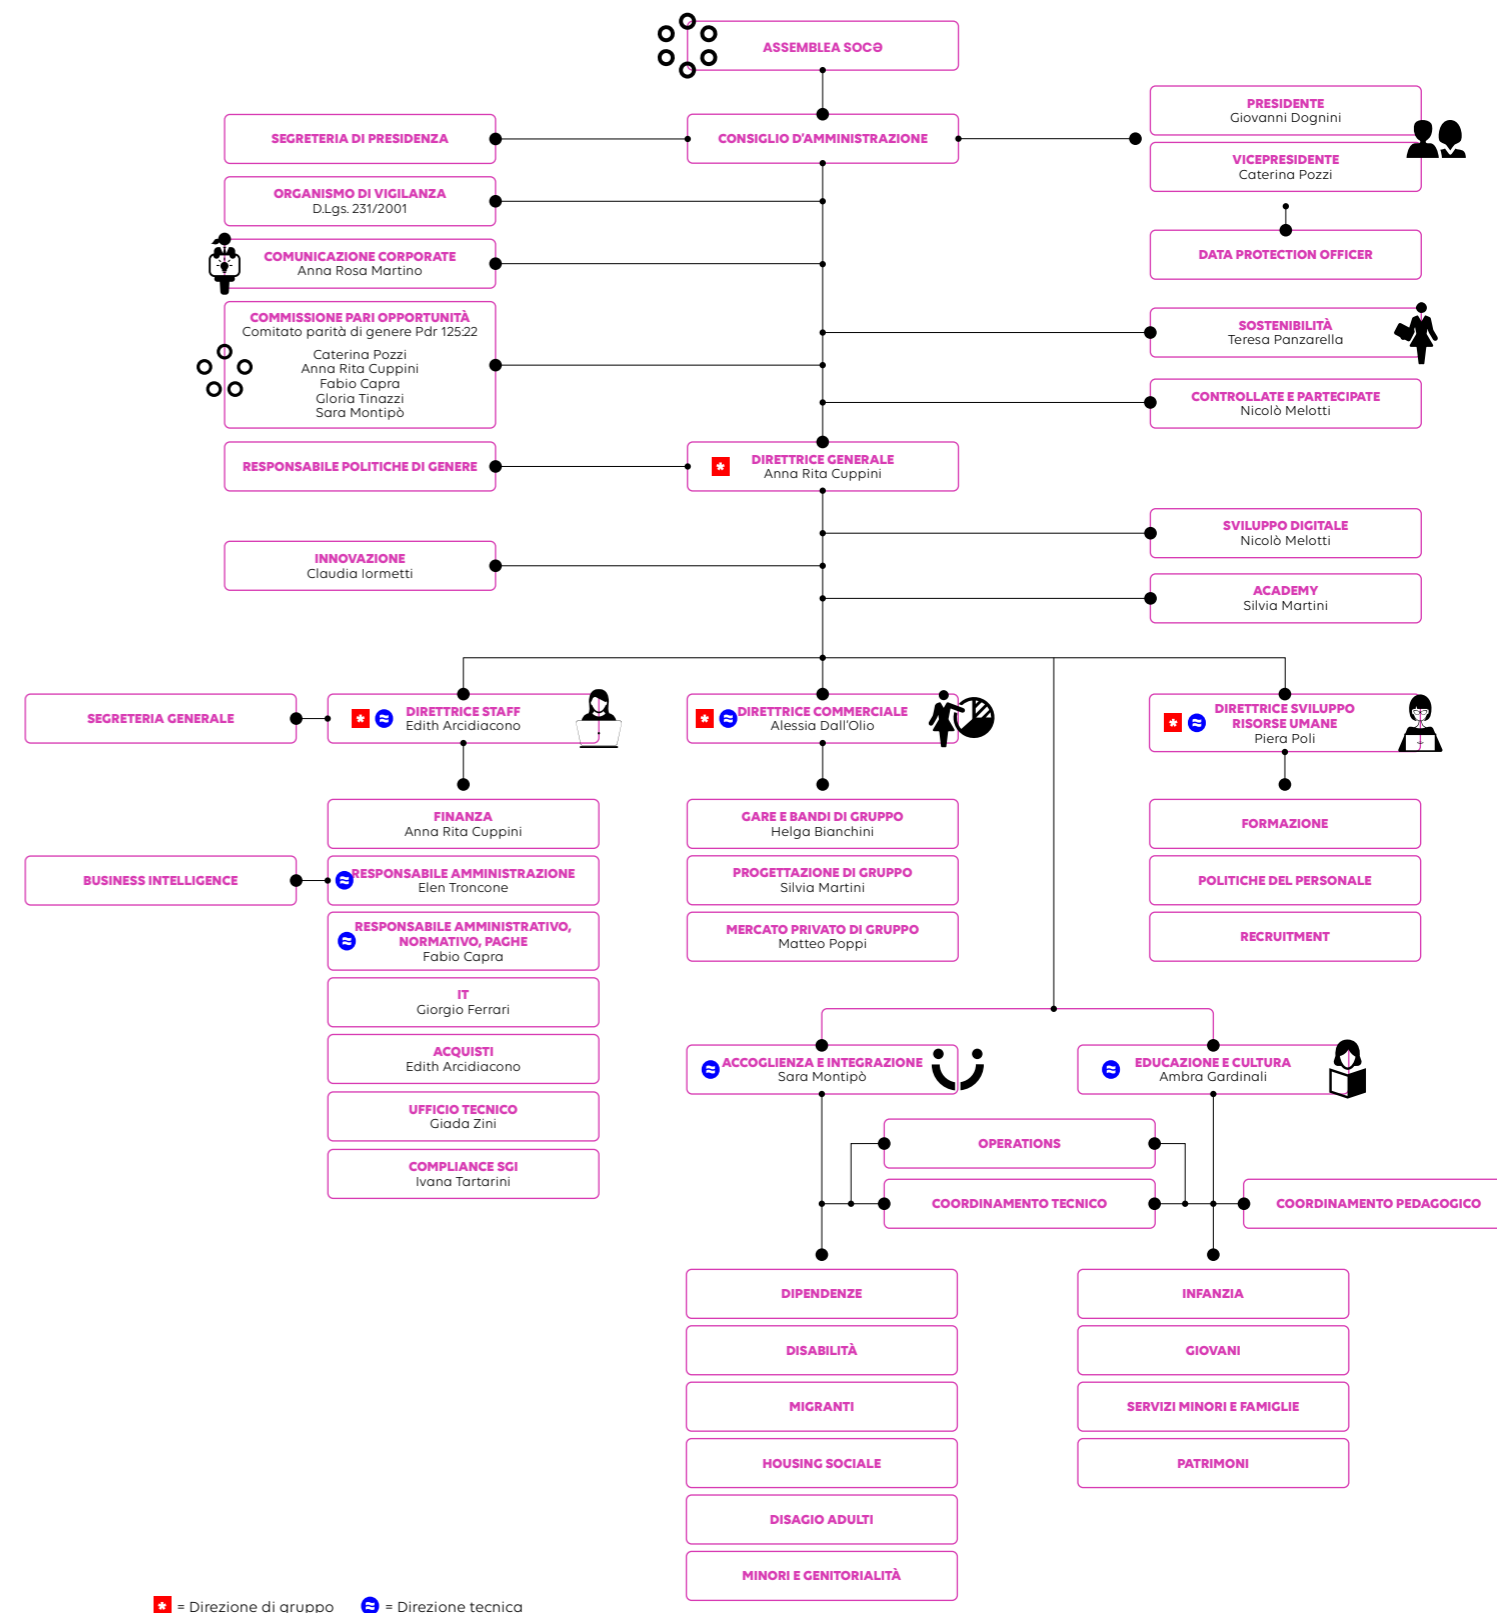 ASSEMBLEA SOCƏ
SEGRETERIA DI PRESIDENZA
CONSIGLIO D'AMMINISTRAZIONE
PRESIDENTE
Giovanni Dognini
VICEPRESIDENTE
Caterina Pozzi
ORGANISMO DI VIGILANZA
D.Lgs. 231/2001
DATA PROTECTION OFFICER
COMUNICAZIONE CORPORATE
Anna Rosa Martino
COMMISSIONE PARI OPPORTUNITÀ
Comitato parità di genere Pdr 125:22
Caterina Pozzi
Anna Rita Cuppini
Fabio Capra
Gloria Tinazzi
Sara Montipò
SOSTENIBILITÀ
Teresa Panzarella
CONTROLLATE E PARTECIPATE
Nicolò Melotti
RESPONSABILE POLITICHE DI GENERE
* DIRETTRICE GENERALE
Anna Rita Cuppini
SVILUPPO DIGITALE
Nicolò Melotti
INNOVAZIONE
Claudia Iormetti
ACADEMY
Silvia Martini
SEGRETERIA GENERALE
* ≈ DIRETTRICE STAFF
Edith Arcidiacono
* ≈ DIRETTRICE COMMERCIALE
Alessia Dall'Olio
* ≈ DIRETTRICE SVILUPPO
RISORSE UMANE
Piera Poli
FINANZA
Anna Rita Cuppini
BUSINESS INTELLIGENCE
≈ RESPONSABILE AMMINISTRAZIONE
Elen Troncone
≈ RESPONSABILE AMMINISTRATIVO,
NORMATIVO, PAGHE
Fabio Capra
IT
Giorgio Ferrari
ACQUISTI
Edith Arcidiacono
UFFICIO TECNICO
Giada Zini
COMPLIANCE SGI
Ivana Tartarini
GARE E BANDI DI GRUPPO
Helga Bianchini
PROGETTAZIONE DI GRUPPO
Silvia Martini
MERCATO PRIVATO DI GRUPPO
Matteo Poppi
FORMAZIONE
POLITICHE DEL PERSONALE
RECRUITMENT
≈ ACCOGLIENZA E INTEGRAZIONE
Sara Montipò
≈ EDUCAZIONE E CULTURA
Ambra Gardinali
OPERATIONS
COORDINAMENTO TECNICO
COORDINAMENTO PEDAGOGICO
DIPENDENZE
DISABILITÀ
MIGRANTI
HOUSING SOCIALE
DISAGIO ADULTI
MINORI E GENITORIALITÀ
INFANZIA
GIOVANI
SERVIZI MINORI E FAMIGLIE
PATRIMONI
* = Direzione di gruppo ≈ = Direzione tecnica